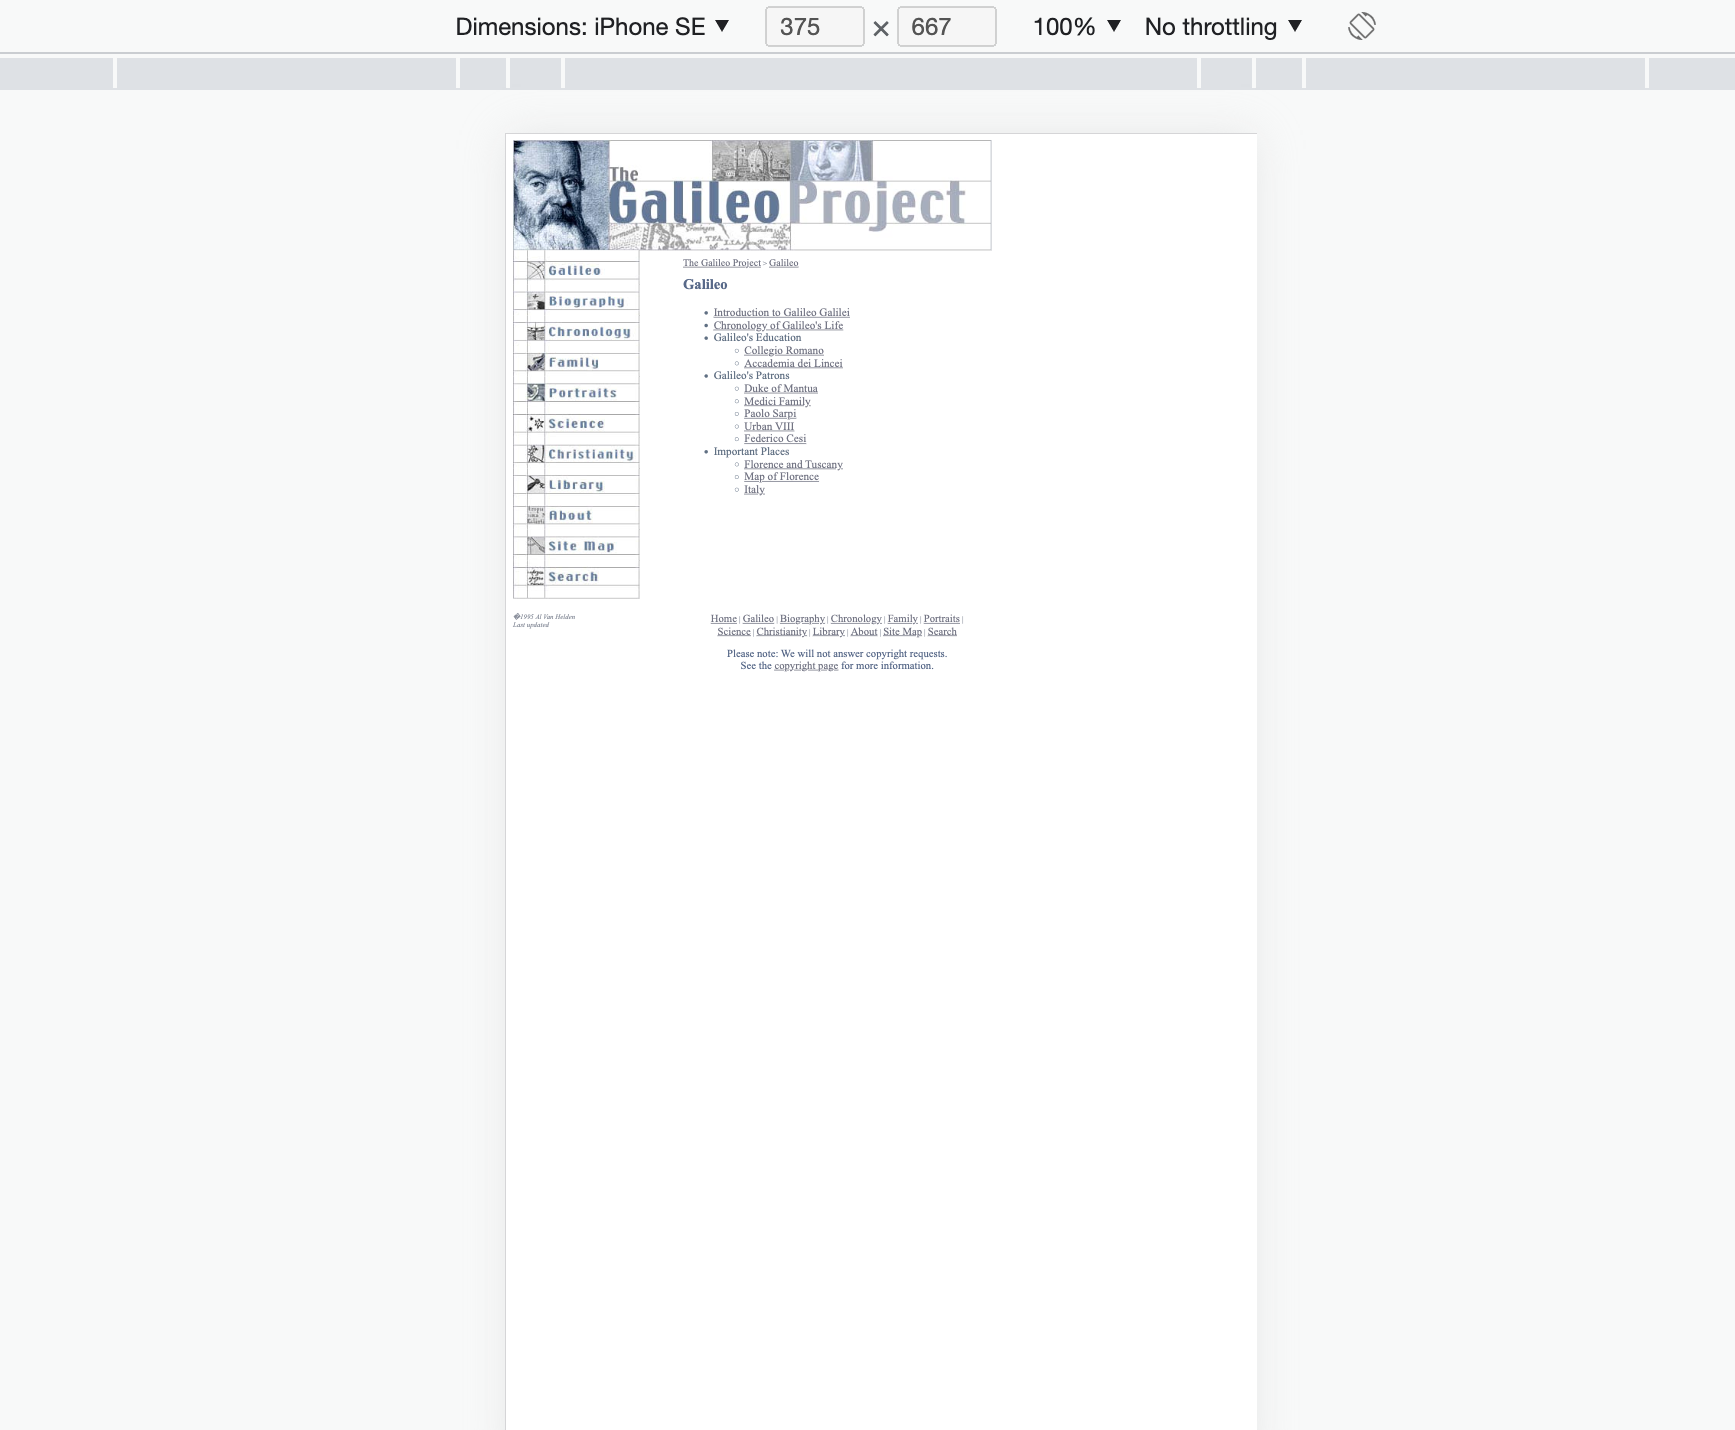 Dimensions: iPhone SE ▼ 375 × 667 100% ▼ No throttling ▼
The
Galileo Project
Galileo
Biography
Chronology
Family
Portraits
Science
Christianity
Library
About
Site Map
Search
The Galileo Project > Galileo
Galileo
• Introduction to Galileo Galilei
• Chronology of Galileo's Life
• Galileo's Education
○ Collegio Romano
○ Accademia dei Lincei
• Galileo's Patrons
○ Duke of Mantua
○ Medici Family
○ Paolo Sarpi
○ Urban VIII
○ Federico Cesi
• Important Places
○ Florence and Tuscany
○ Map of Florence
○ Italy
�1995 Al Van Helden
Last updated
Home | Galileo | Biography | Chronology | Family | Portraits |
Science | Christianity | Library | About | Site Map | Search
Please note: We will not answer copyright requests.
See the copyright page for more information.